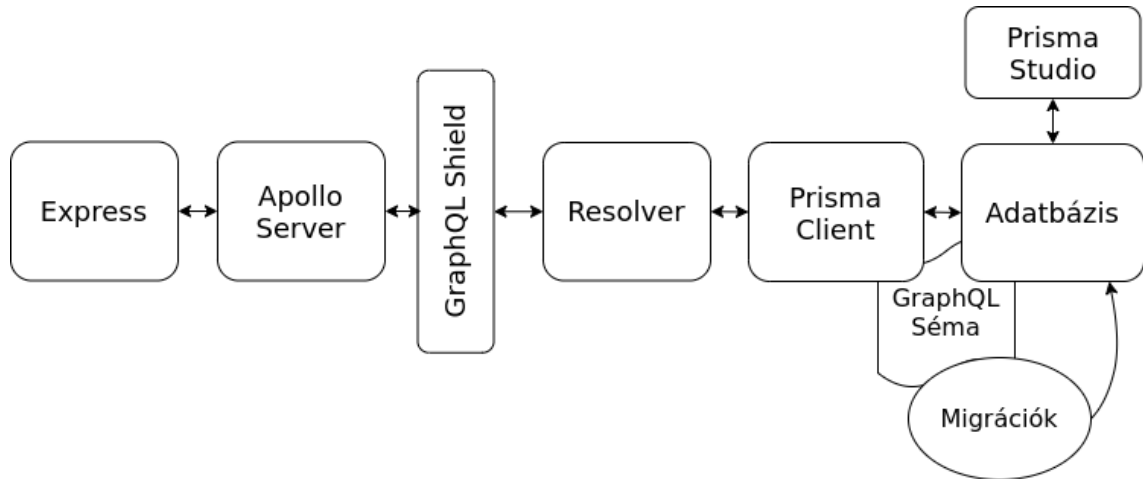 Prisma
Studio
Express
Apollo
Server
GraphQL Shield
Resolver
Prisma
Client
Adatbázis
GraphQL
Séma
Migrációk